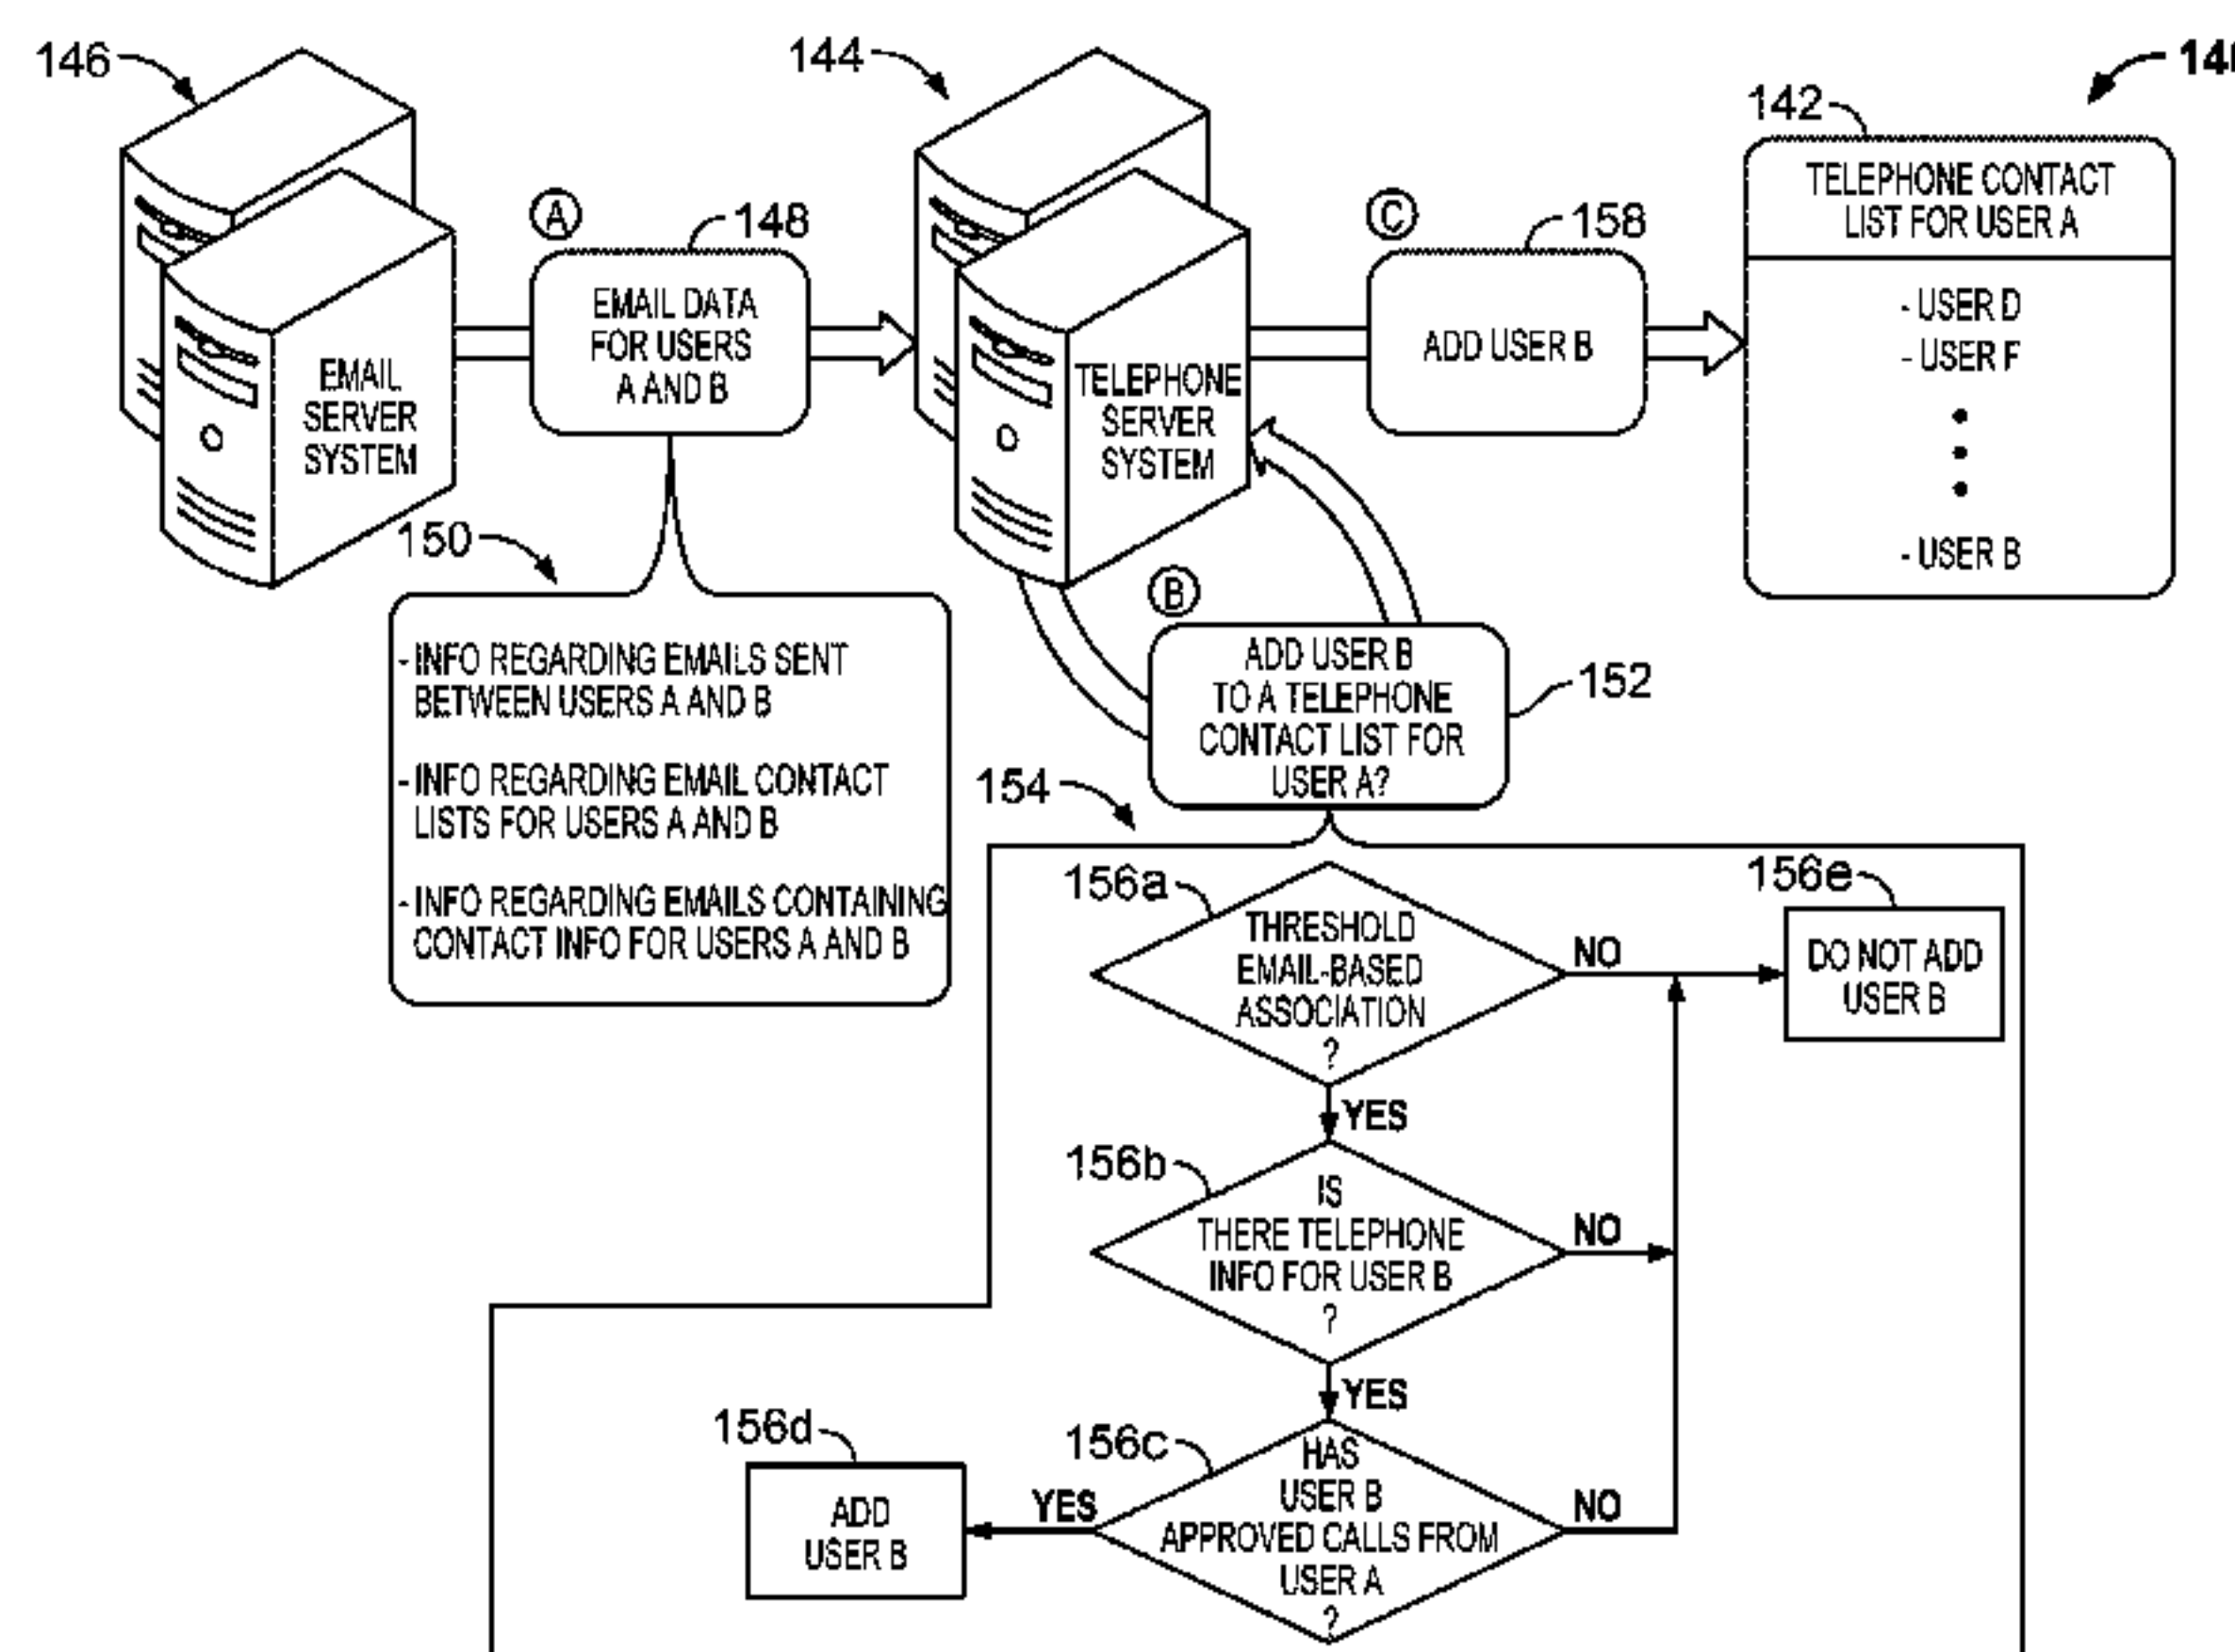 146
144
140
142
TELEPHONE CONTACT
LIST FOR USER A
- USER D
- USER F
- USER B
A
148
EMAIL DATA
FOR USERS
A AND B
C
158
ADD USER B
EMAIL
SERVER
SYSTEM
TELEPHONE
SERVER
SYSTEM
150
- INFO REGARDING EMAILS SENT
BETWEEN USERS A AND B
- INFO REGARDING EMAIL CONTACT
LISTS FOR USERS A AND B
- INFO REGARDING EMAILS CONTAINING
CONTACT INFO FOR USERS A AND B
B
ADD USER B
TO A TELEPHONE
CONTACT LIST FOR
USER A?
152
154
156a
THRESHOLD
EMAIL-BASED
ASSOCIATION
?
NO
156e
DO NOT ADD
USER B
YES
156b
IS
THERE TELEPHONE
INFO FOR USER B
?
NO
YES
156c
HAS
USER B
APPROVED CALLS FROM
USER A
?
NO
YES
156d
ADD
USER B